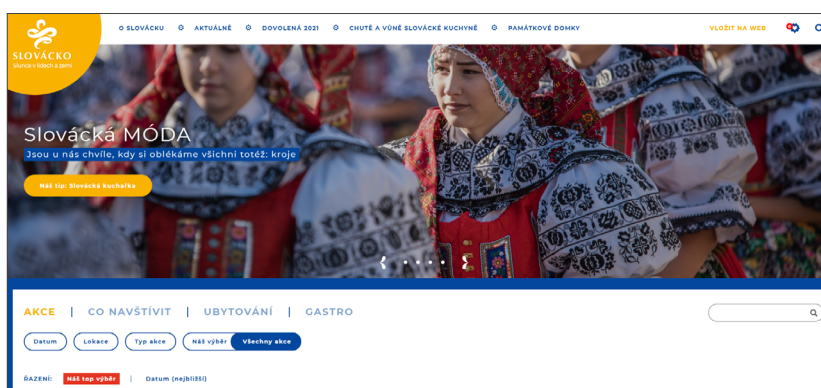 SLOVÁCKO
Slunce v lidech a zemi
O SLOVÁCKU
AKTUÁLNĚ
DOVOLENÁ 2021
CHUTĚ A VŮNĚ SLOVÁCKÉ KUCHYNĚ
PAMÁTKOVÉ DOMKY
VLOŽIT NA WEB
Slovácká MÓDA
Jsou u nás chvíle, kdy si oblékáme všichni totéž: kroje
Náš tip: Slovácká kuchařka
AKCE | CO NAVŠTÍVIT | UBYTOVÁNÍ | GASTRO
Datum
Lokace
Typ akce
Náš výběr
Všechny akce
ŘAZENÍ: Náš top výběr | Datum (nejbližší)